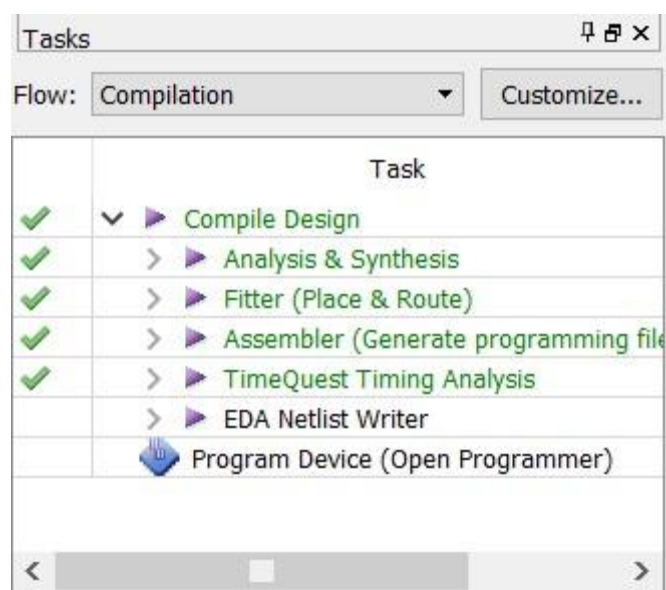 Tasks
Flow: Compilation Customize...
Task
Compile Design
Analysis & Synthesis
Fitter (Place & Route)
Assembler (Generate programming file
TimeQuest Timing Analysis
EDA Netlist Writer
Program Device (Open Programmer)